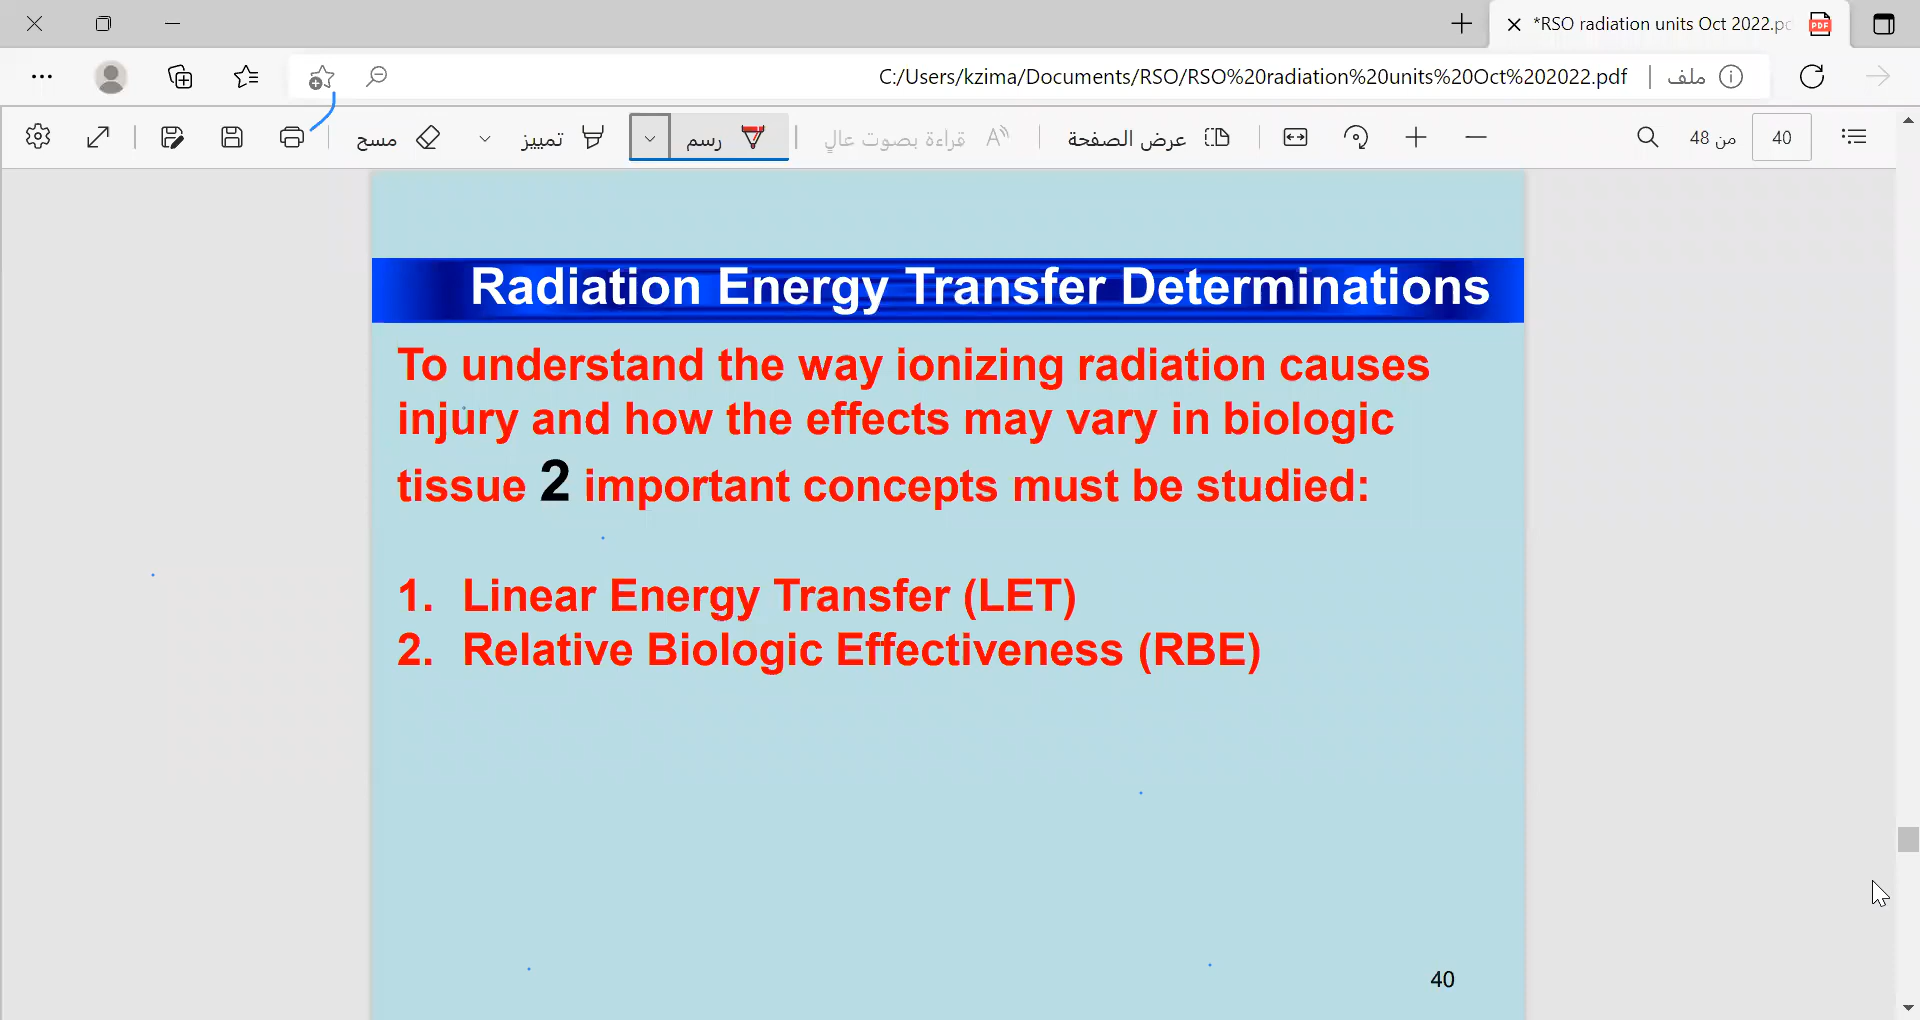 *RSO radiation units Oct 2022.pd
PDF
C:/Users/kzima/Documents/RSO/RSO%20radiation%20units%20Oct%202022.pdf
ملف
40
من 48
عرض الصفحة
قراءة بصوت عالٍ
رسم
تمييز
مسح
Radiation Energy Transfer Determinations
To understand the way ionizing radiation causes
injury and how the effects may vary in biologic
tissue 2 important concepts must be studied:
1. Linear Energy Transfer (LET)
2. Relative Biologic Effectiveness (RBE)
40